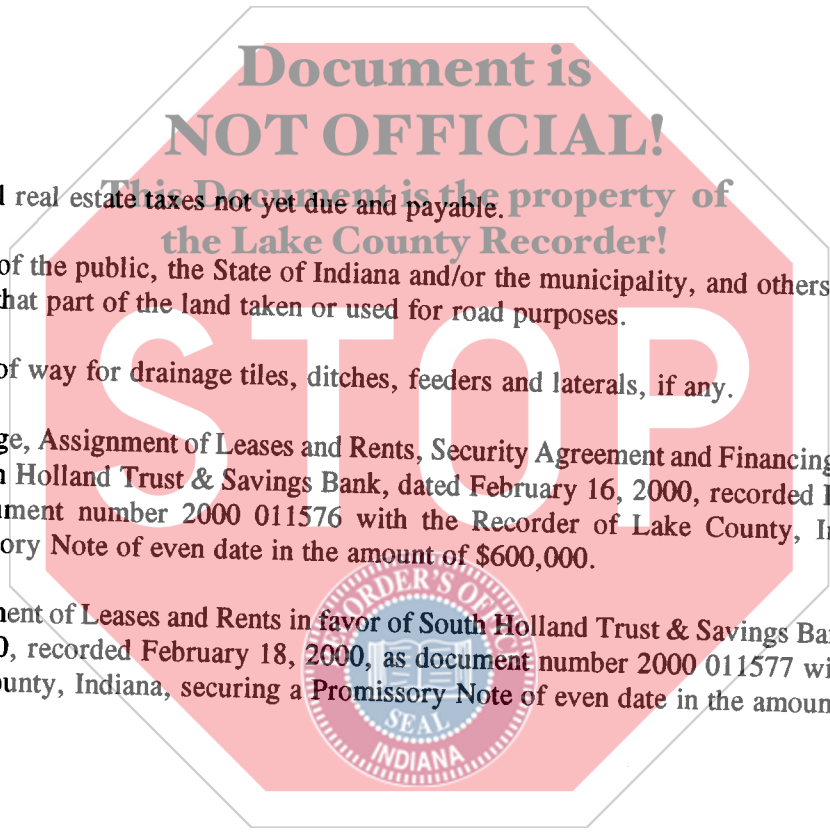 Document is
NOT OFFICIAL!
This Document is the property of
the Lake County Recorder!
real estate taxes not yet due and payable.
of the public, the State of Indiana and/or the municipality, and others
that part of the land taken or used for road purposes.
of way for drainage tiles, ditches, feeders and laterals, if any.
ge, Assignment of Leases and Rents, Security Agreement and Financing
Holland Trust & Savings Bank, dated February 16, 2000, recorded
ument number 2000 011576 with the Recorder of Lake County,
ory Note of even date in the amount of $600,000.
STOP
ent of Leases and Rents in favor of South Holland Trust & Savings Ba
0, recorded February 18, 2000, as document number 2000 011577 wi
ounty, Indiana, securing a Promissory Note of even date in the amoun
RECORDER'S OFFICE
SEAL
INDIANA